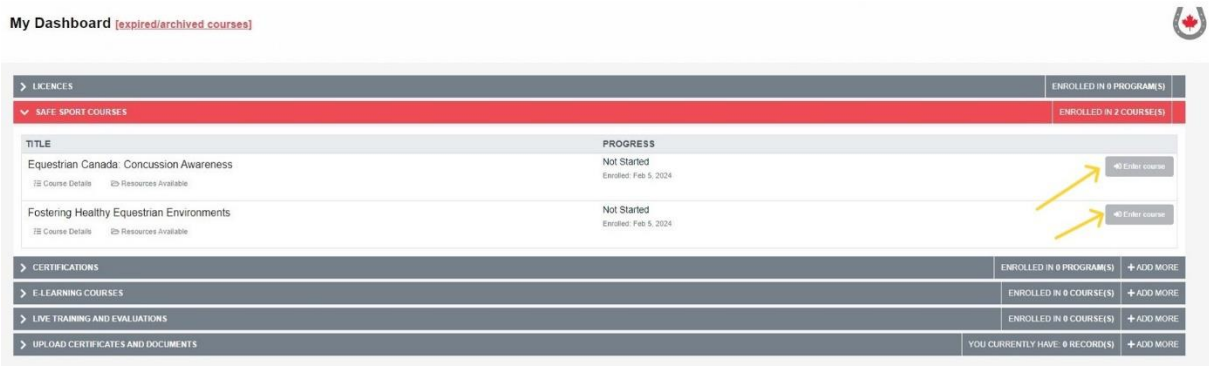 My Dashboard [expired/archived courses]
LICENCES ENROLLED IN 0 PROGRAM(S)
SAFE SPORT COURSES ENROLLED IN 2 COURSE(S)
TITLE PROGRESS
Equestrian Canada: Concussion Awareness Not Started Enter course
Course Details Resources Available Enrolled: Feb 5, 2024
Fostering Healthy Equestrian Environments Not Started Enter course
Course Details Resources Available Enrolled: Feb 5, 2024
CERTIFICATIONS ENROLLED IN 0 PROGRAM(S) + ADD MORE
E-LEARNING COURSES ENROLLED IN 0 COURSE(S) + ADD MORE
LIVE TRAINING AND EVALUATIONS ENROLLED IN 0 COURSE(S) + ADD MORE
UPLOAD CERTIFICATES AND DOCUMENTS YOU CURRENTLY HAVE: 0 RECORD(S) + ADD MORE